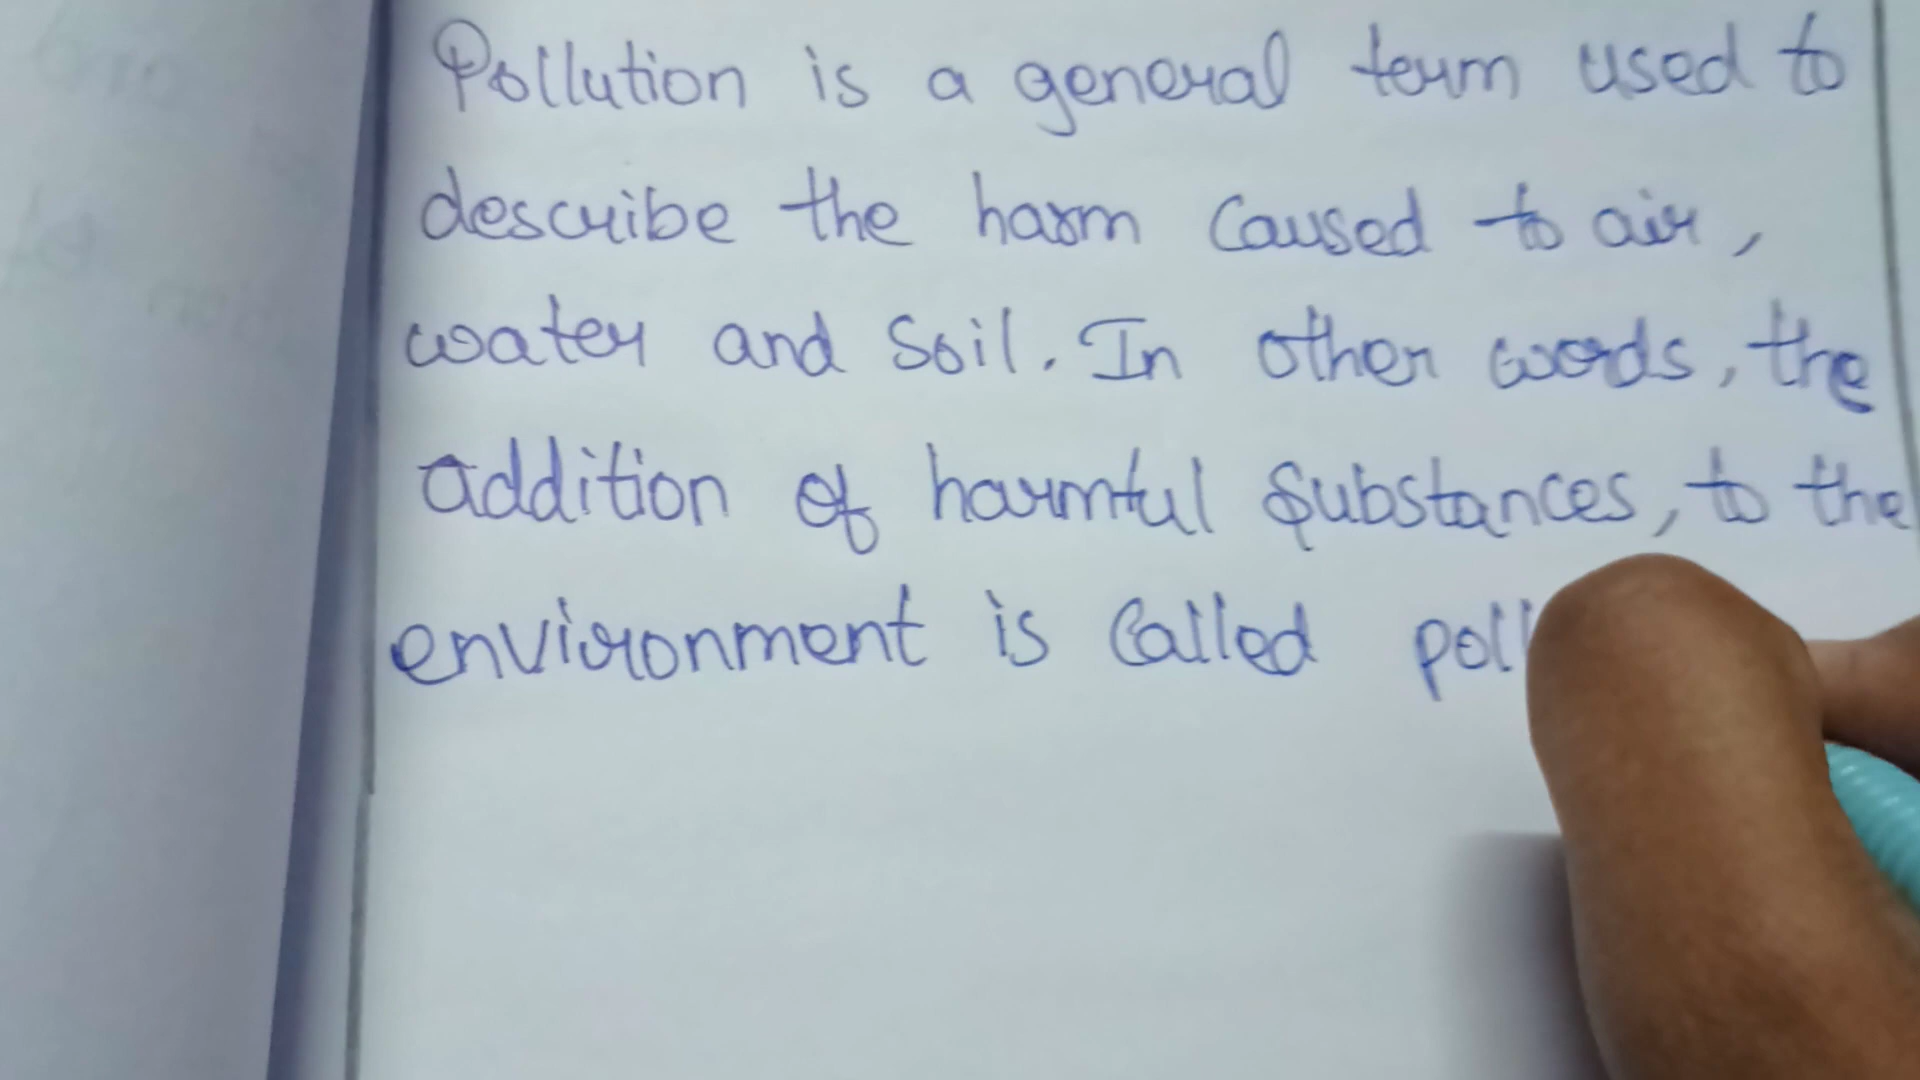 Pollution is a general term used to
describe the harm caused to air,
water and soil. In other words, the
addition of harmful substances, to the
environment is called poll